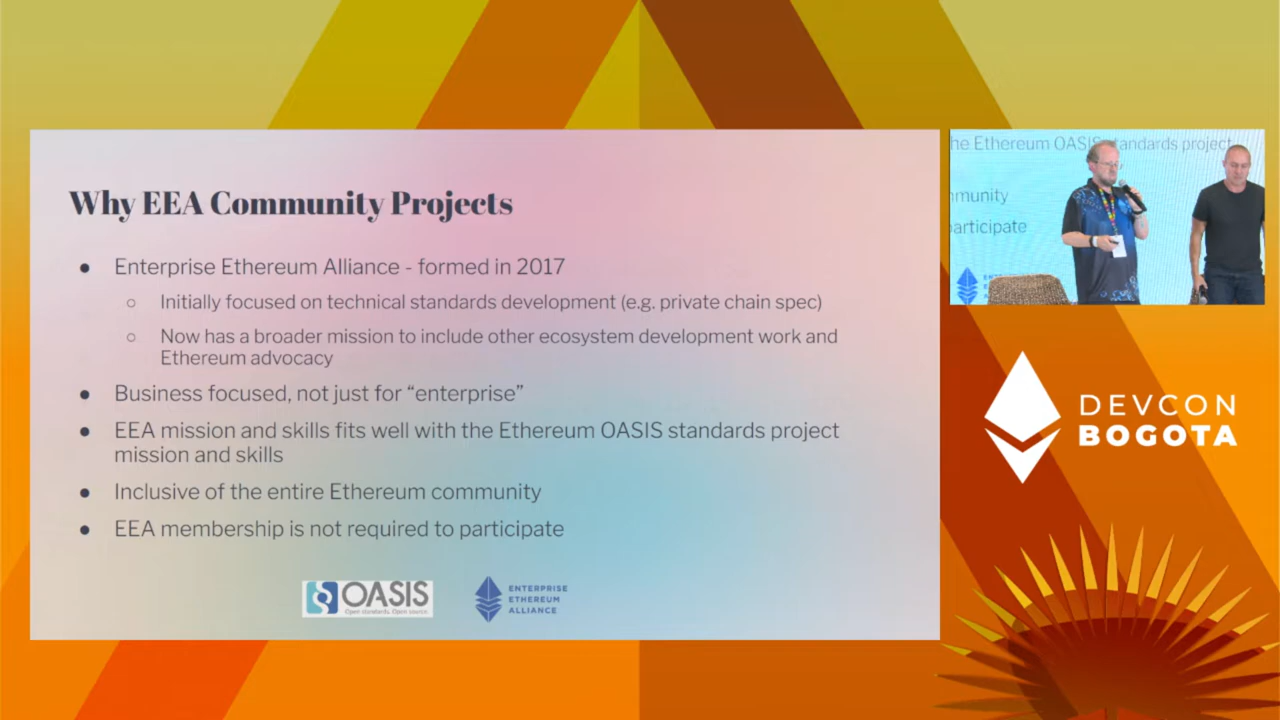 Why EEA Community Projects
● Enterprise Ethereum Alliance - formed in 2017
○ Initially focused on technical standards development (e.g. private chain spec)
○ Now has a broader mission to include other ecosystem development work and
Ethereum advocacy
● Business focused, not just for “enterprise”
● EEA mission and skills fits well with the Ethereum OASIS standards project
mission and skills
● Inclusive of the entire Ethereum community
● EEA membership is not required to participate
OASIS
Open standards. Open source.
ENTERPRISE
ETHEREUM
ALLIANCE
he Ethereum OASIS standards project
mmunity
articipate
DEVCON
BOGOTA